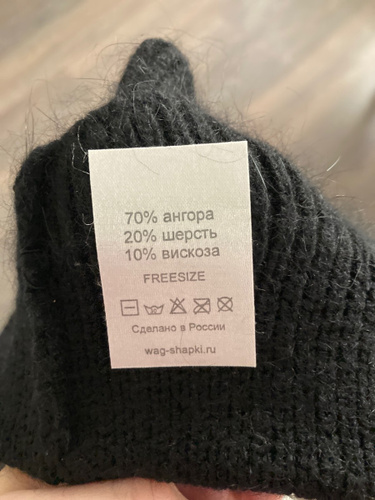 70% ангора
20% шерсть
10% вискоза
FREESIZE
Сделано в России
wag-shapki.ru